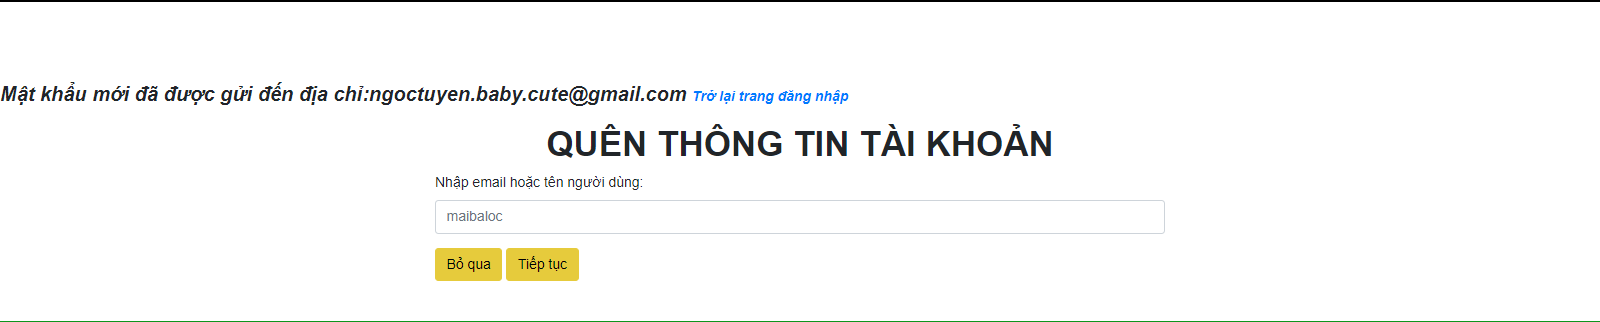 Mật khẩu mới đã được gửi đến địa chỉ:ngoctuyen.baby.cute@gmail.com Trở lại trang đăng nhập
QUÊN THÔNG TIN TÀI KHOẢN
Nhập email hoặc tên người dùng:
maibaloc
Bỏ qua Tiếp tục